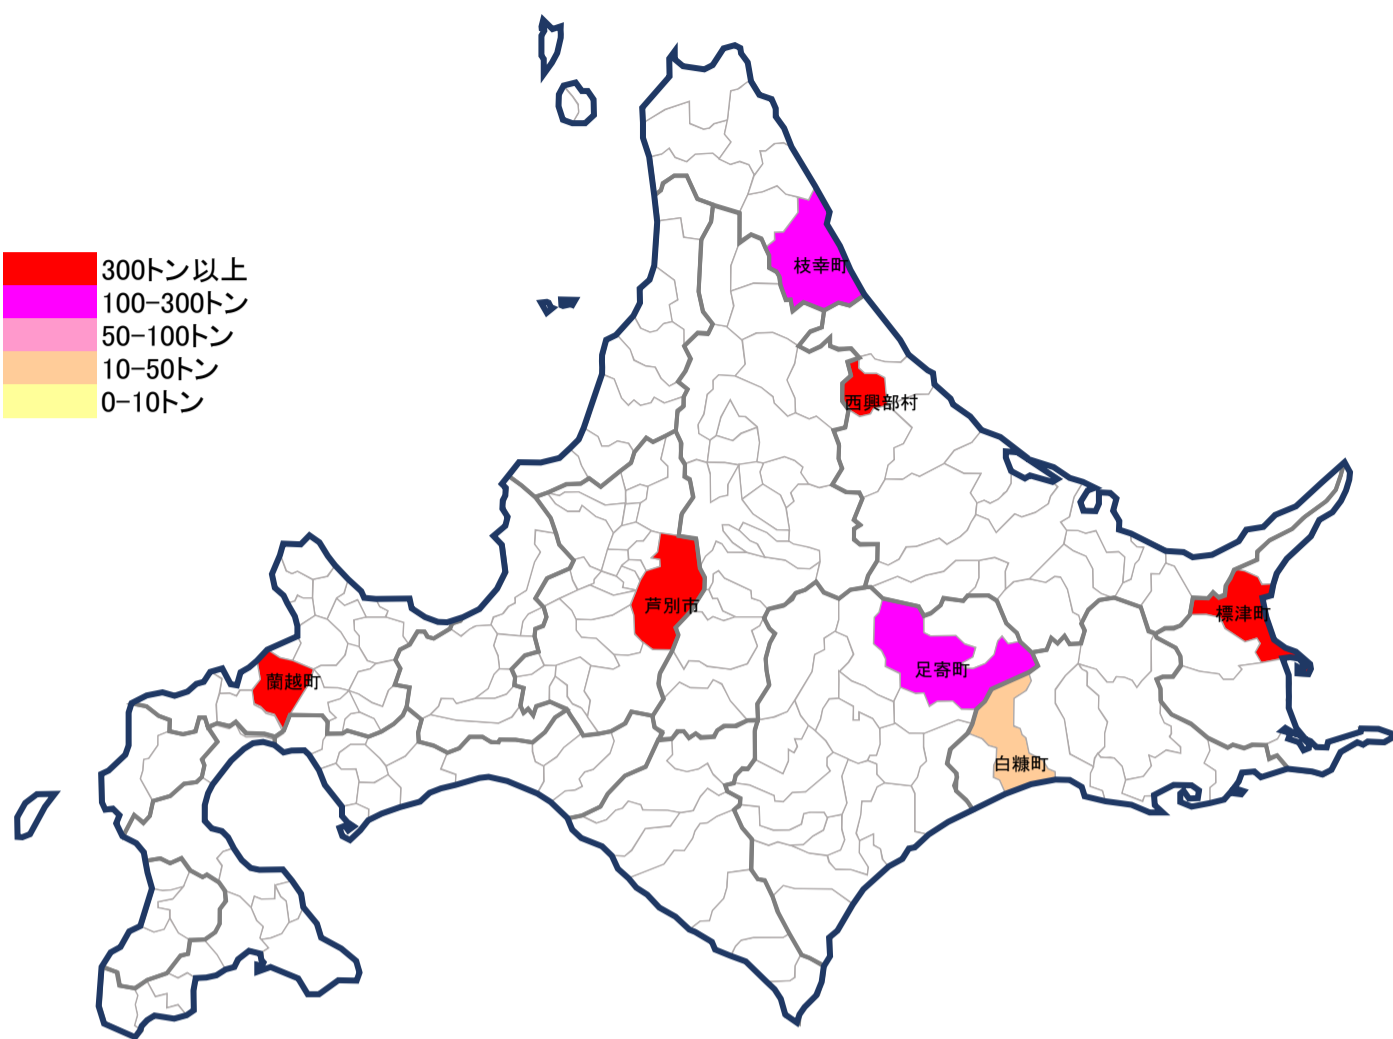 枝幸町
300トン以上
100-300トン
50-100トン
10-50トン
0-10トン
西興部村
芦別市
標津町
足寄町
蘭越町
白糠町